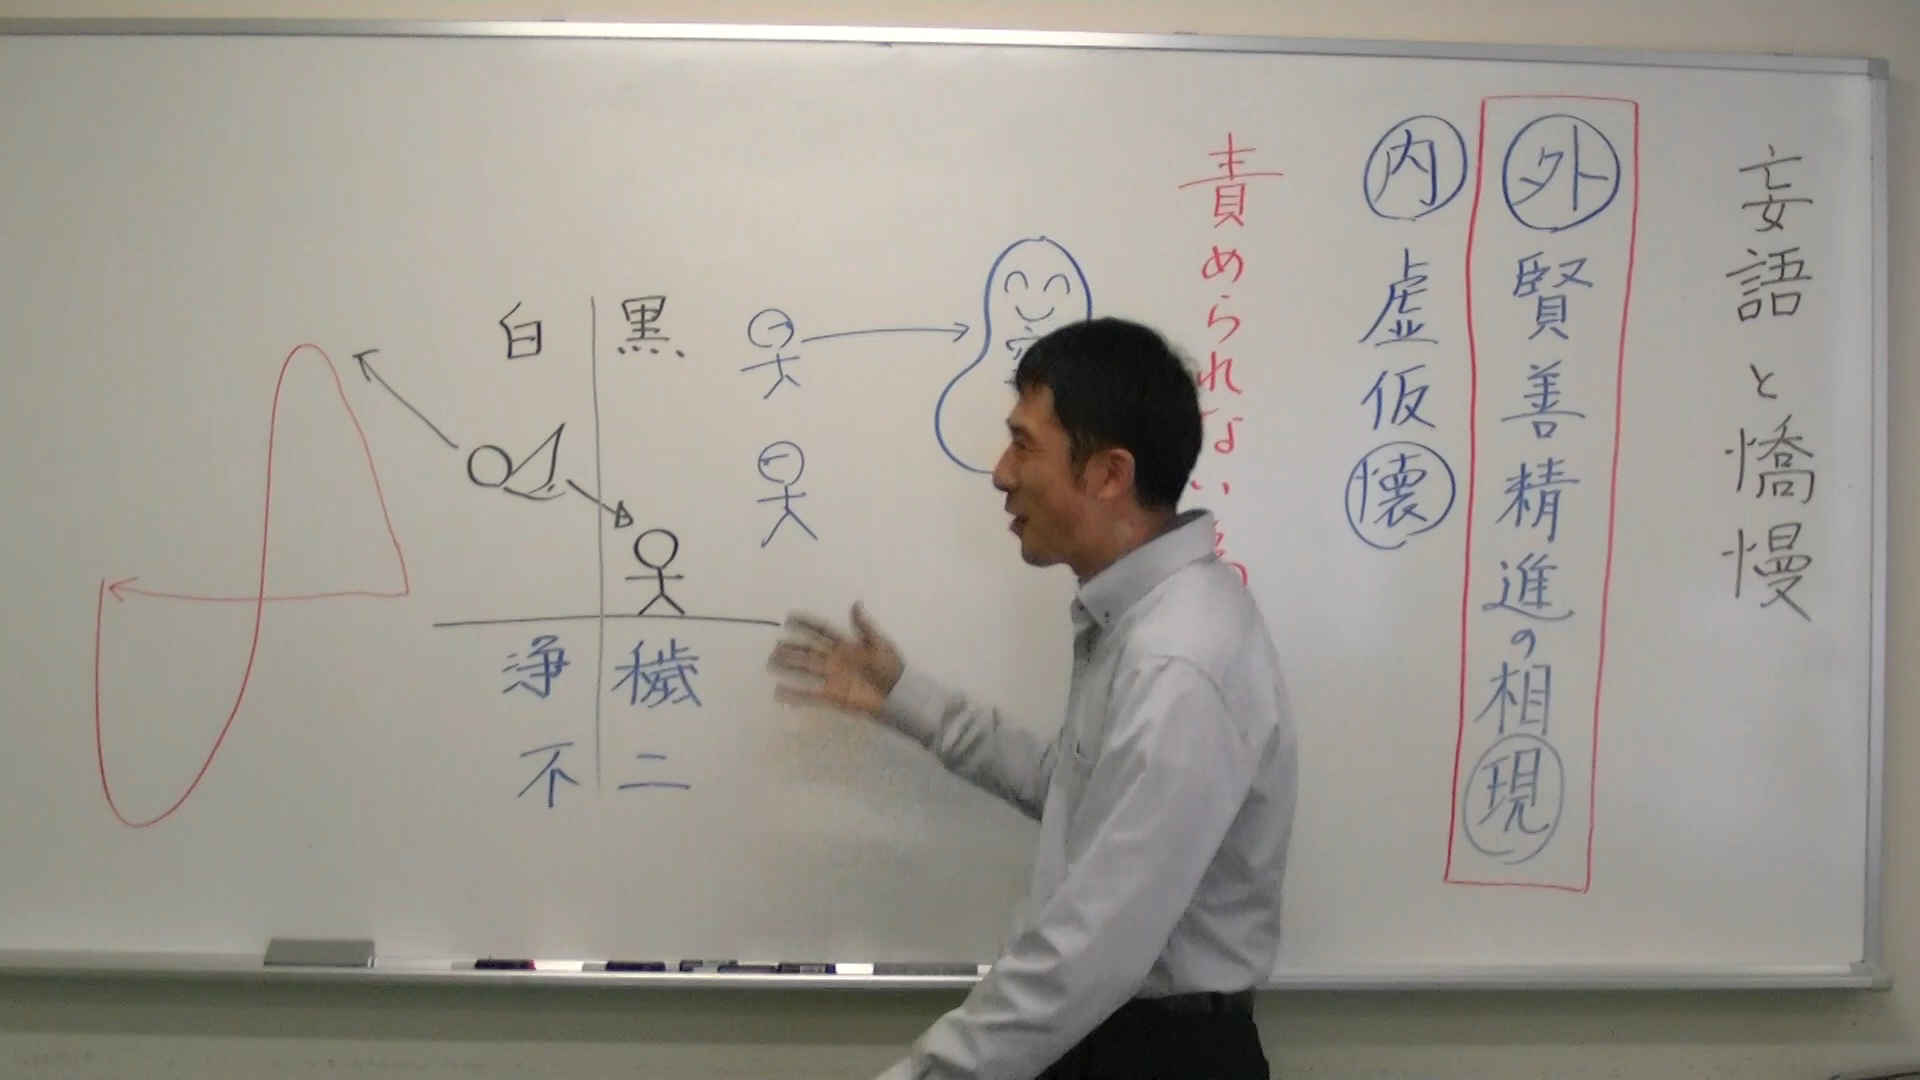 妄語と憍慢
外 賢善精進の相現
内 虚仮懐
責められない
白 黒
浄 穢
不 二